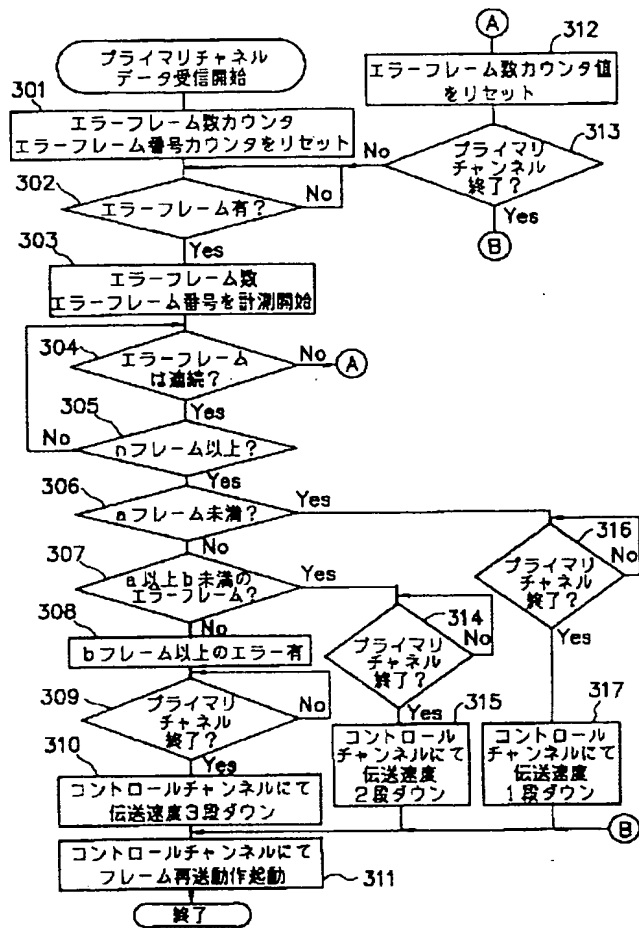 プライマリチャネル
データ受信開始
301
エラーフレーム数カウンタ
エラーフレーム番号カウンタをリセット
302
エラーフレーム有?
No
Yes
303
エラーフレーム数
エラーフレーム番号を計測開始
304
エラーフレーム
は連続?
No
A
Yes
305
nフレーム以上?
No
Yes
306
aフレーム未満?
Yes
No
307
a以上b未満の
エラーフレーム?
Yes
No
308
bフレーム以上のエラー有
309
プライマリ
チャネル
終了?
No
Yes
310
コントロールチャンネルにて
伝送速度3段ダウン
コントロールチャンネルにて
フレーム再送動作起動
311
終了
A
312
エラーフレーム数カウンタ値
をリセット
313
プライマリ
チャンネル
終了?
No
Yes
B
314
プライマリ
チャネル
終了?
No
Yes
315
コントロール
チャンネルにて
伝送速度
2段ダウン
316
プライマリ
チャネル
終了?
No
Yes
317
コントロール
チャンネルにて
伝送速度
1段ダウン
B